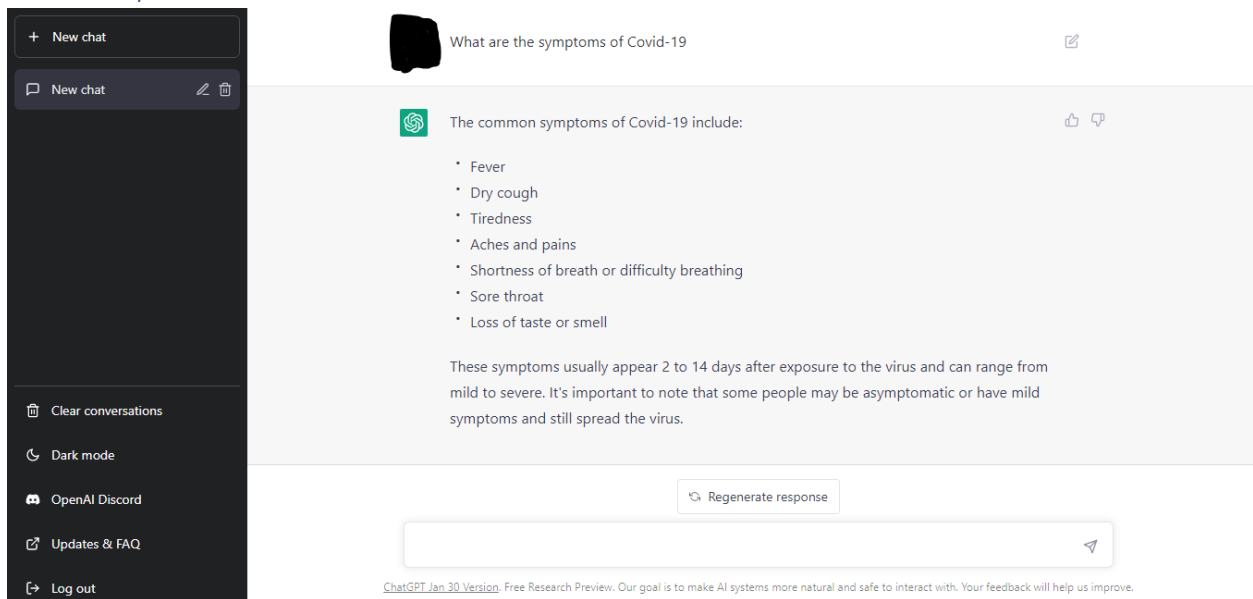 New chat
New chat
Clear conversations
Dark mode
OpenAI Discord
Updates & FAQ
Log out
What are the symptoms of Covid-19
The common symptoms of Covid-19 include:
• Fever
• Dry cough
• Tiredness
• Aches and pains
• Shortness of breath or difficulty breathing
• Sore throat
• Loss of taste or smell
These symptoms usually appear 2 to 14 days after exposure to the virus and can range from
mild to severe. It's important to note that some people may be asymptomatic or have mild
symptoms and still spread the virus.
Regenerate response
ChatGPT Jan 30 Version. Free Research Preview. Our goal is to make AI systems more natural and safe to interact with. Your feedback will help us improve.